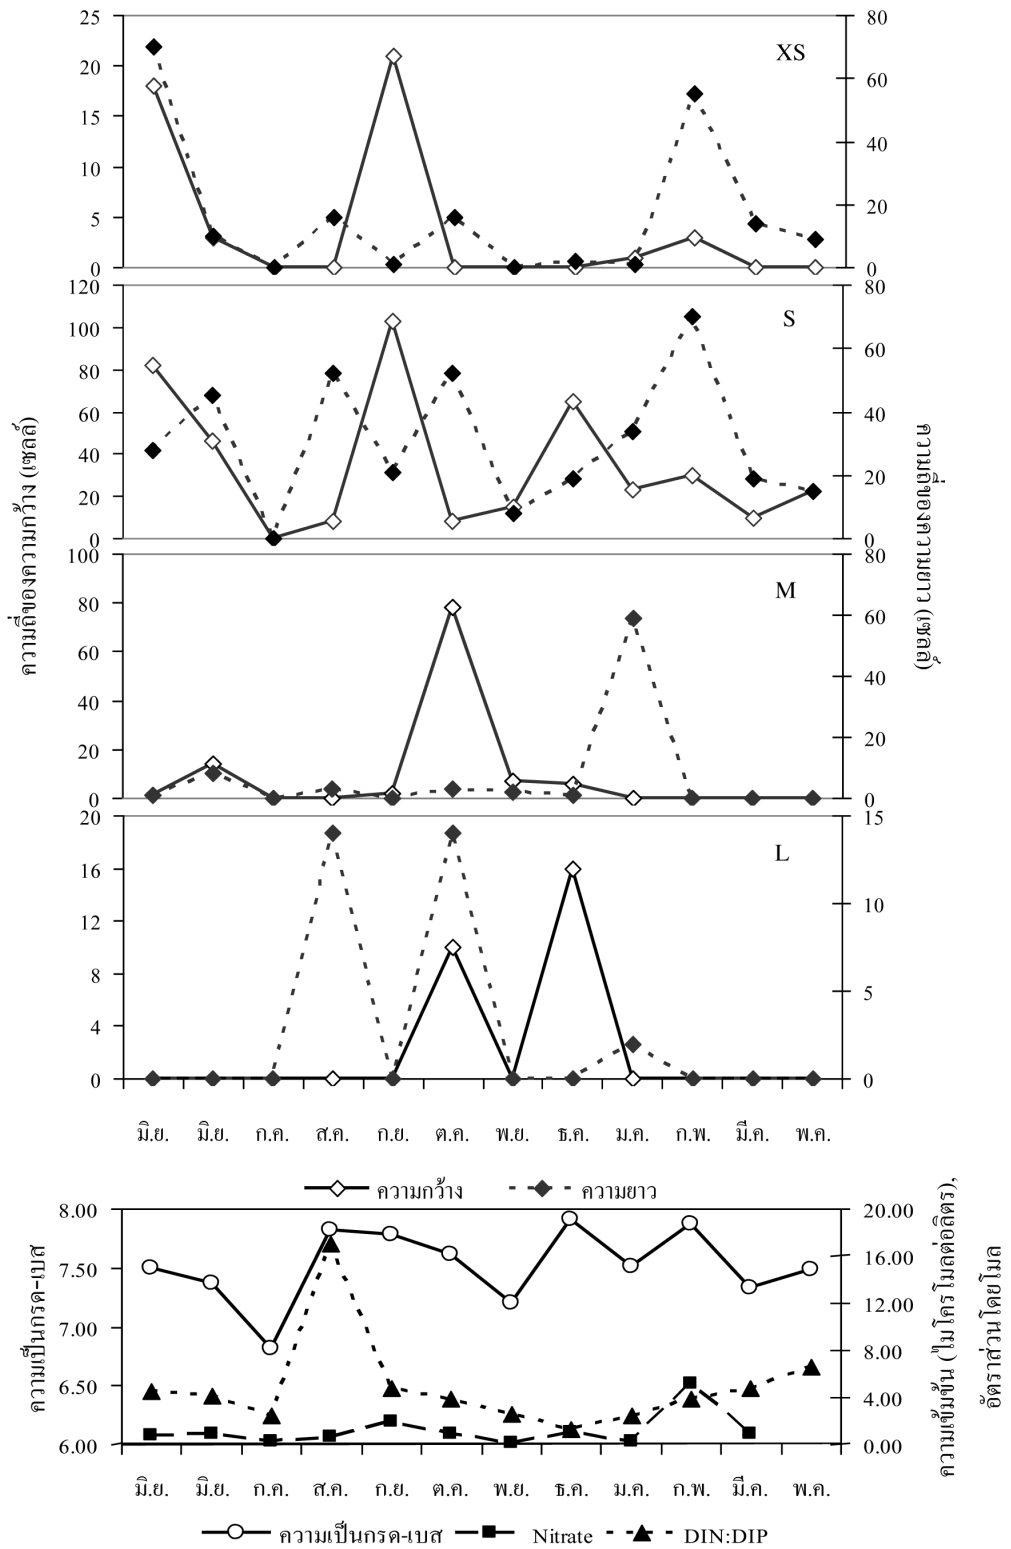 25 80
20 60
XS
15
40
10
5 20
0 0
120 80
100 60
S
80
60 40
40
20 20
0 0
100 80
80 60
M
60
40
40
20 20
0 0
20 15
16
L
12 10
8
5
4
0 0
ความถี่ของความกว้าง (เซลล์)
ความถี่ของความยาว (เซลล์)
มิ.ย. มิ.ย. ก.ค. ส.ค. ก.ย. ต.ค. พ.ย. ธ.ค. ม.ค. ก.พ. มี.ค. พ.ค.
ความกว้าง ความยาว
8.00 20.00
7.50 16.00
12.00
7.00
8.00
6.50 4.00
6.00 0.00
ความเป็นกรด-เบส
ความเข้มข้น (ไมโครโมลต่อลิตร),
อัตราส่วนโดยโมล
มิ.ย. มิ.ย. ก.ค. ส.ค. ก.ย. ต.ค. พ.ย. ธ.ค. ม.ค. ก.พ. มี.ค. พ.ค.
ความเป็นกรด-เบส Nitrate DIN:DIP